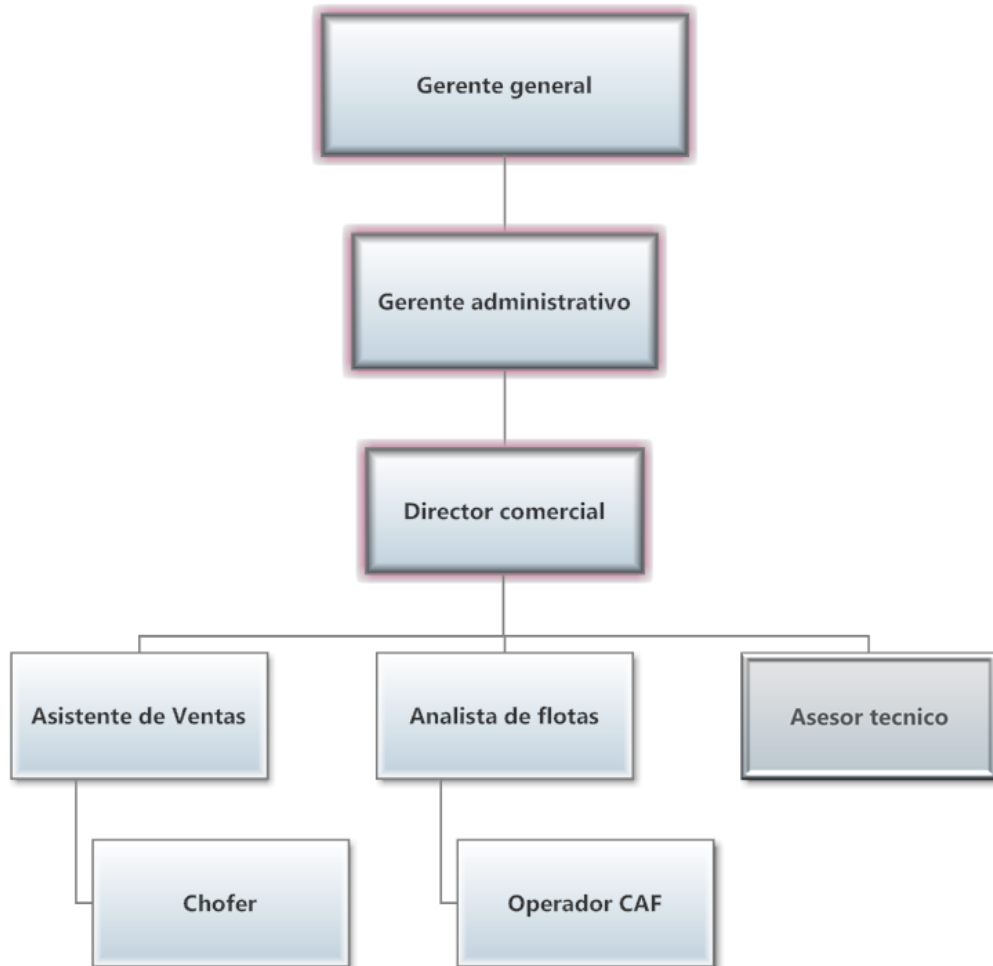 Gerente general
Gerente administrativo
Director comercial
Asistente de Ventas
Analista de flotas
Asesor tecnico
Chofer
Operador CAF